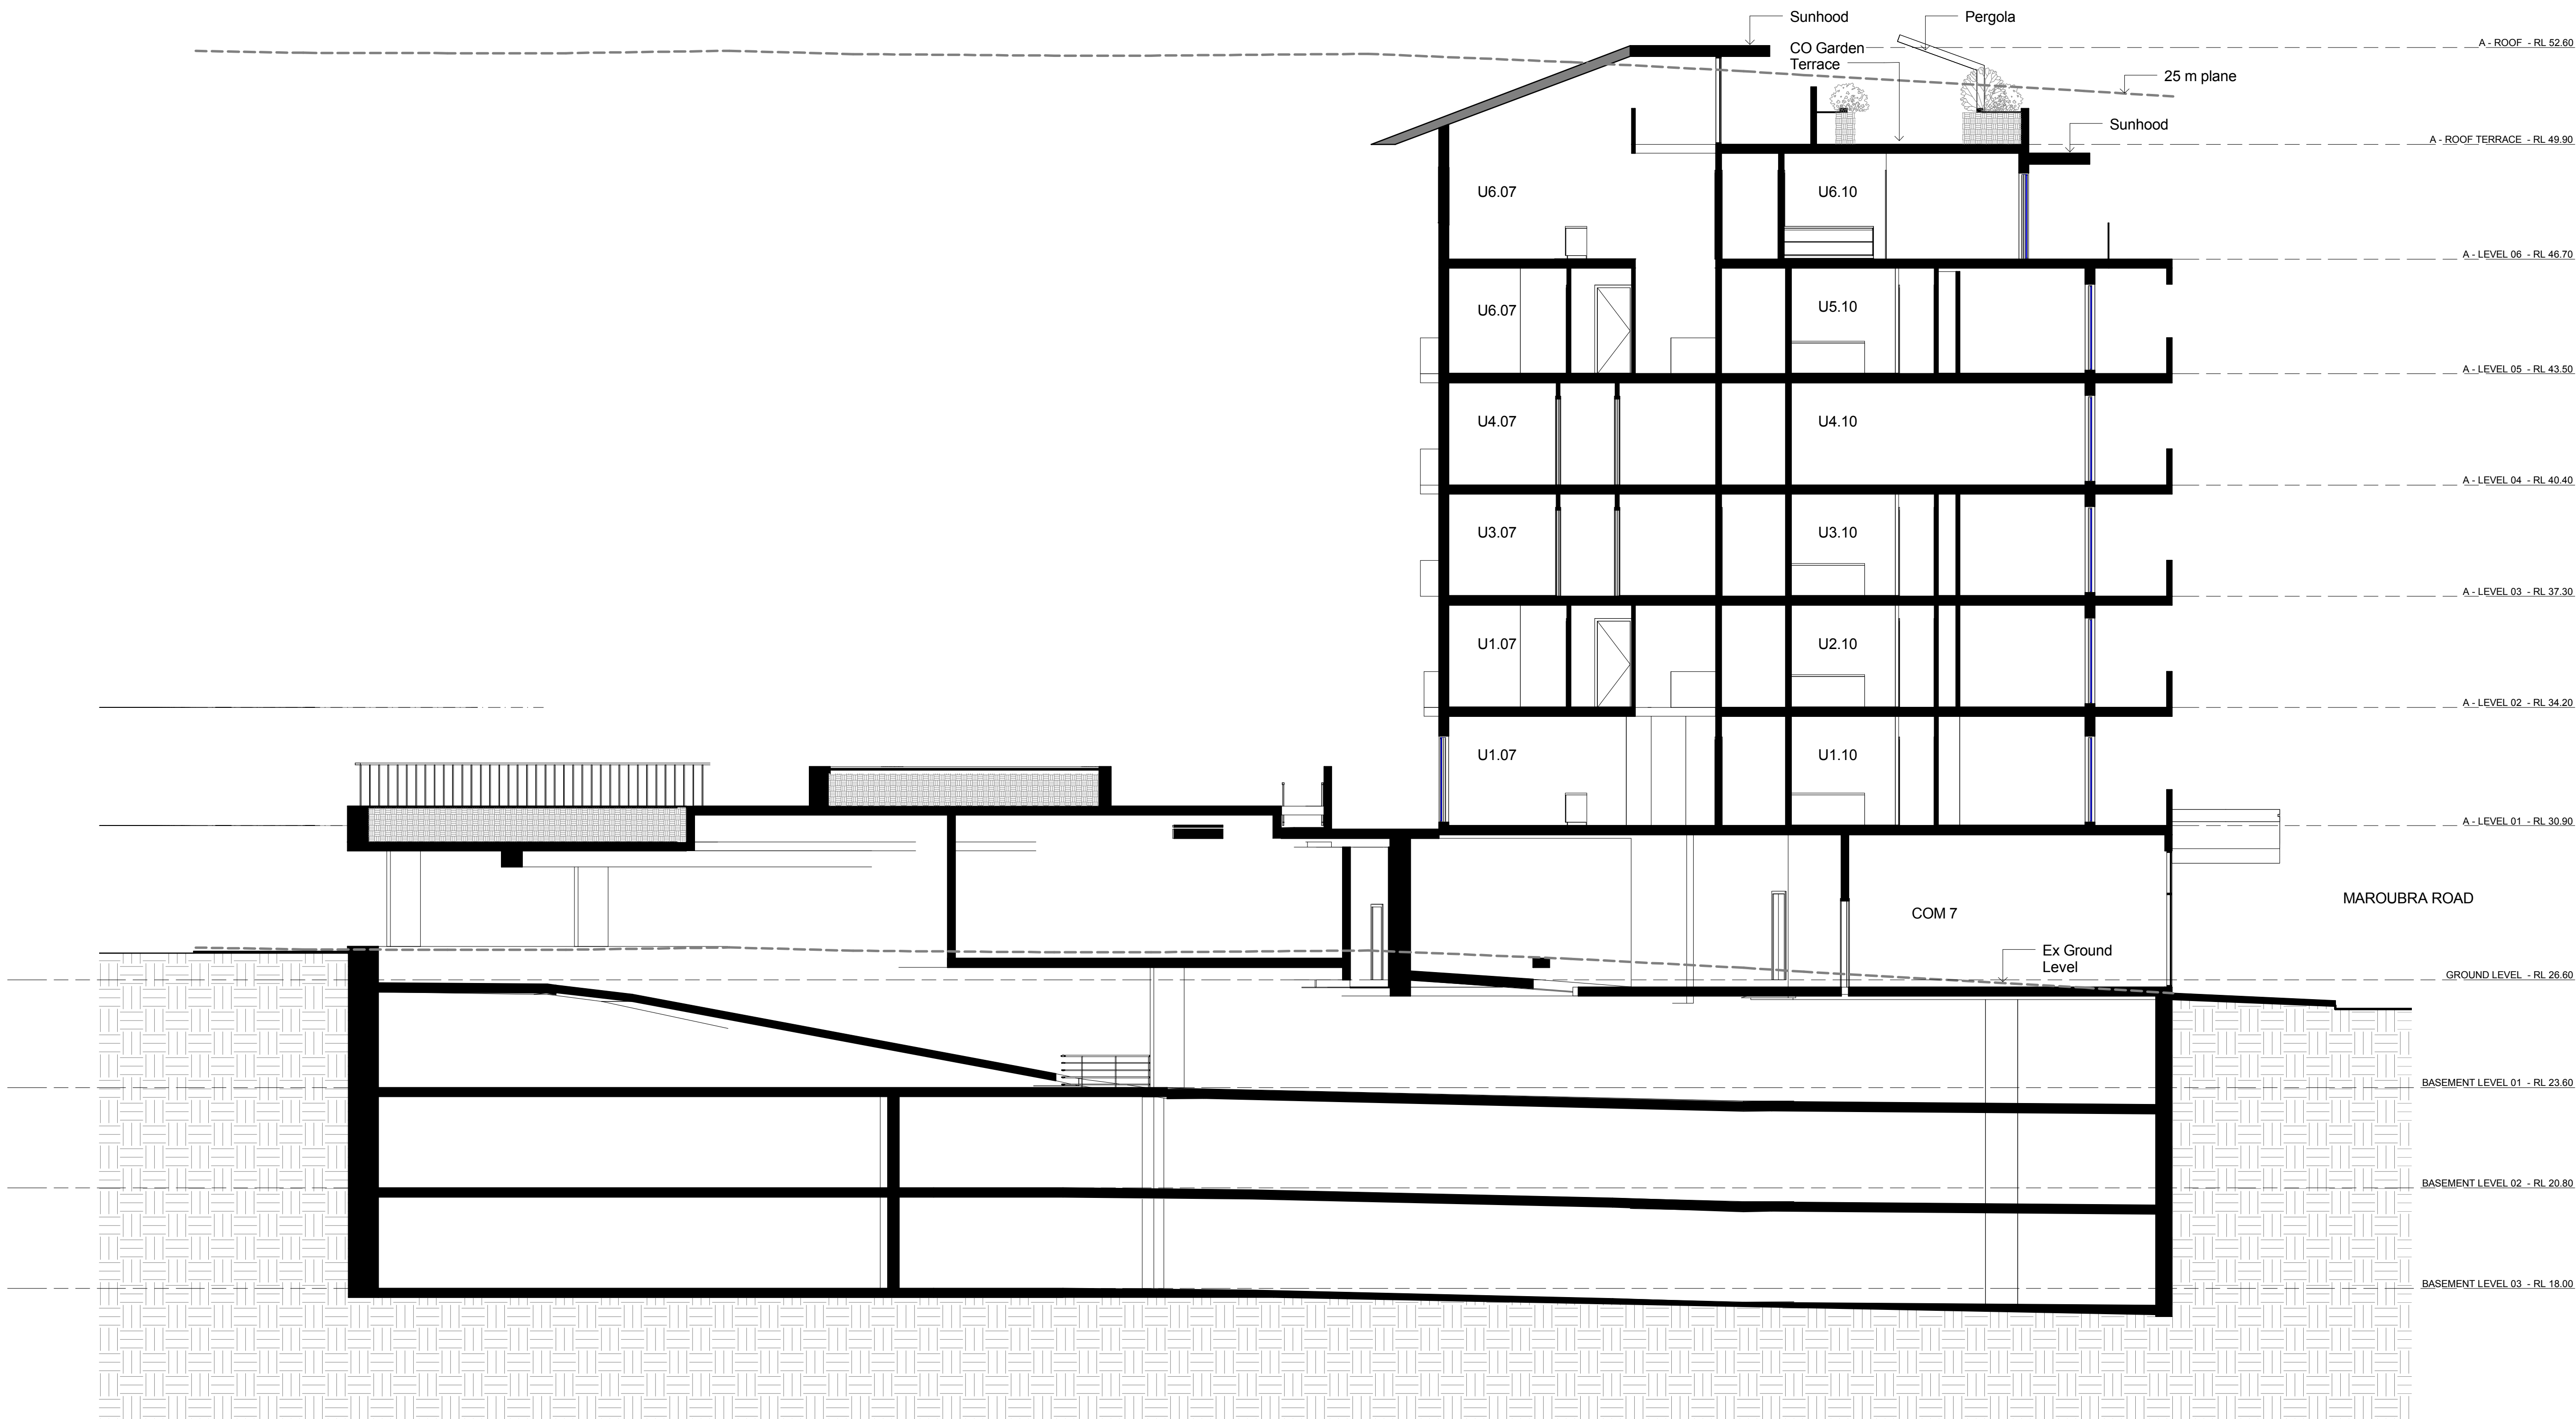 Sunhood
Pergola
A - ROOF - RL 52.60
CO Garden
Terrace
25 m plane
Sunhood
A - ROOF TERRACE - RL 49.90
U6.07
U6.10
A - LEVEL 06 - RL 46.70
U6.07
U5.10
A - LEVEL 05 - RL 43.50
U4.07
U4.10
A - LEVEL 04 - RL 40.40
U3.07
U3.10
A - LEVEL 03 - RL 37.30
U1.07
U2.10
A - LEVEL 02 - RL 34.20
U1.07
U1.10
A - LEVEL 01 - RL 30.90
MAROUBRA ROAD
COM 7
Ex Ground
Level
GROUND LEVEL - RL 26.60
BASEMENT LEVEL 01 - RL 23.60
BASEMENT LEVEL 02 - RL 20.80
BASEMENT LEVEL 03 - RL 18.00